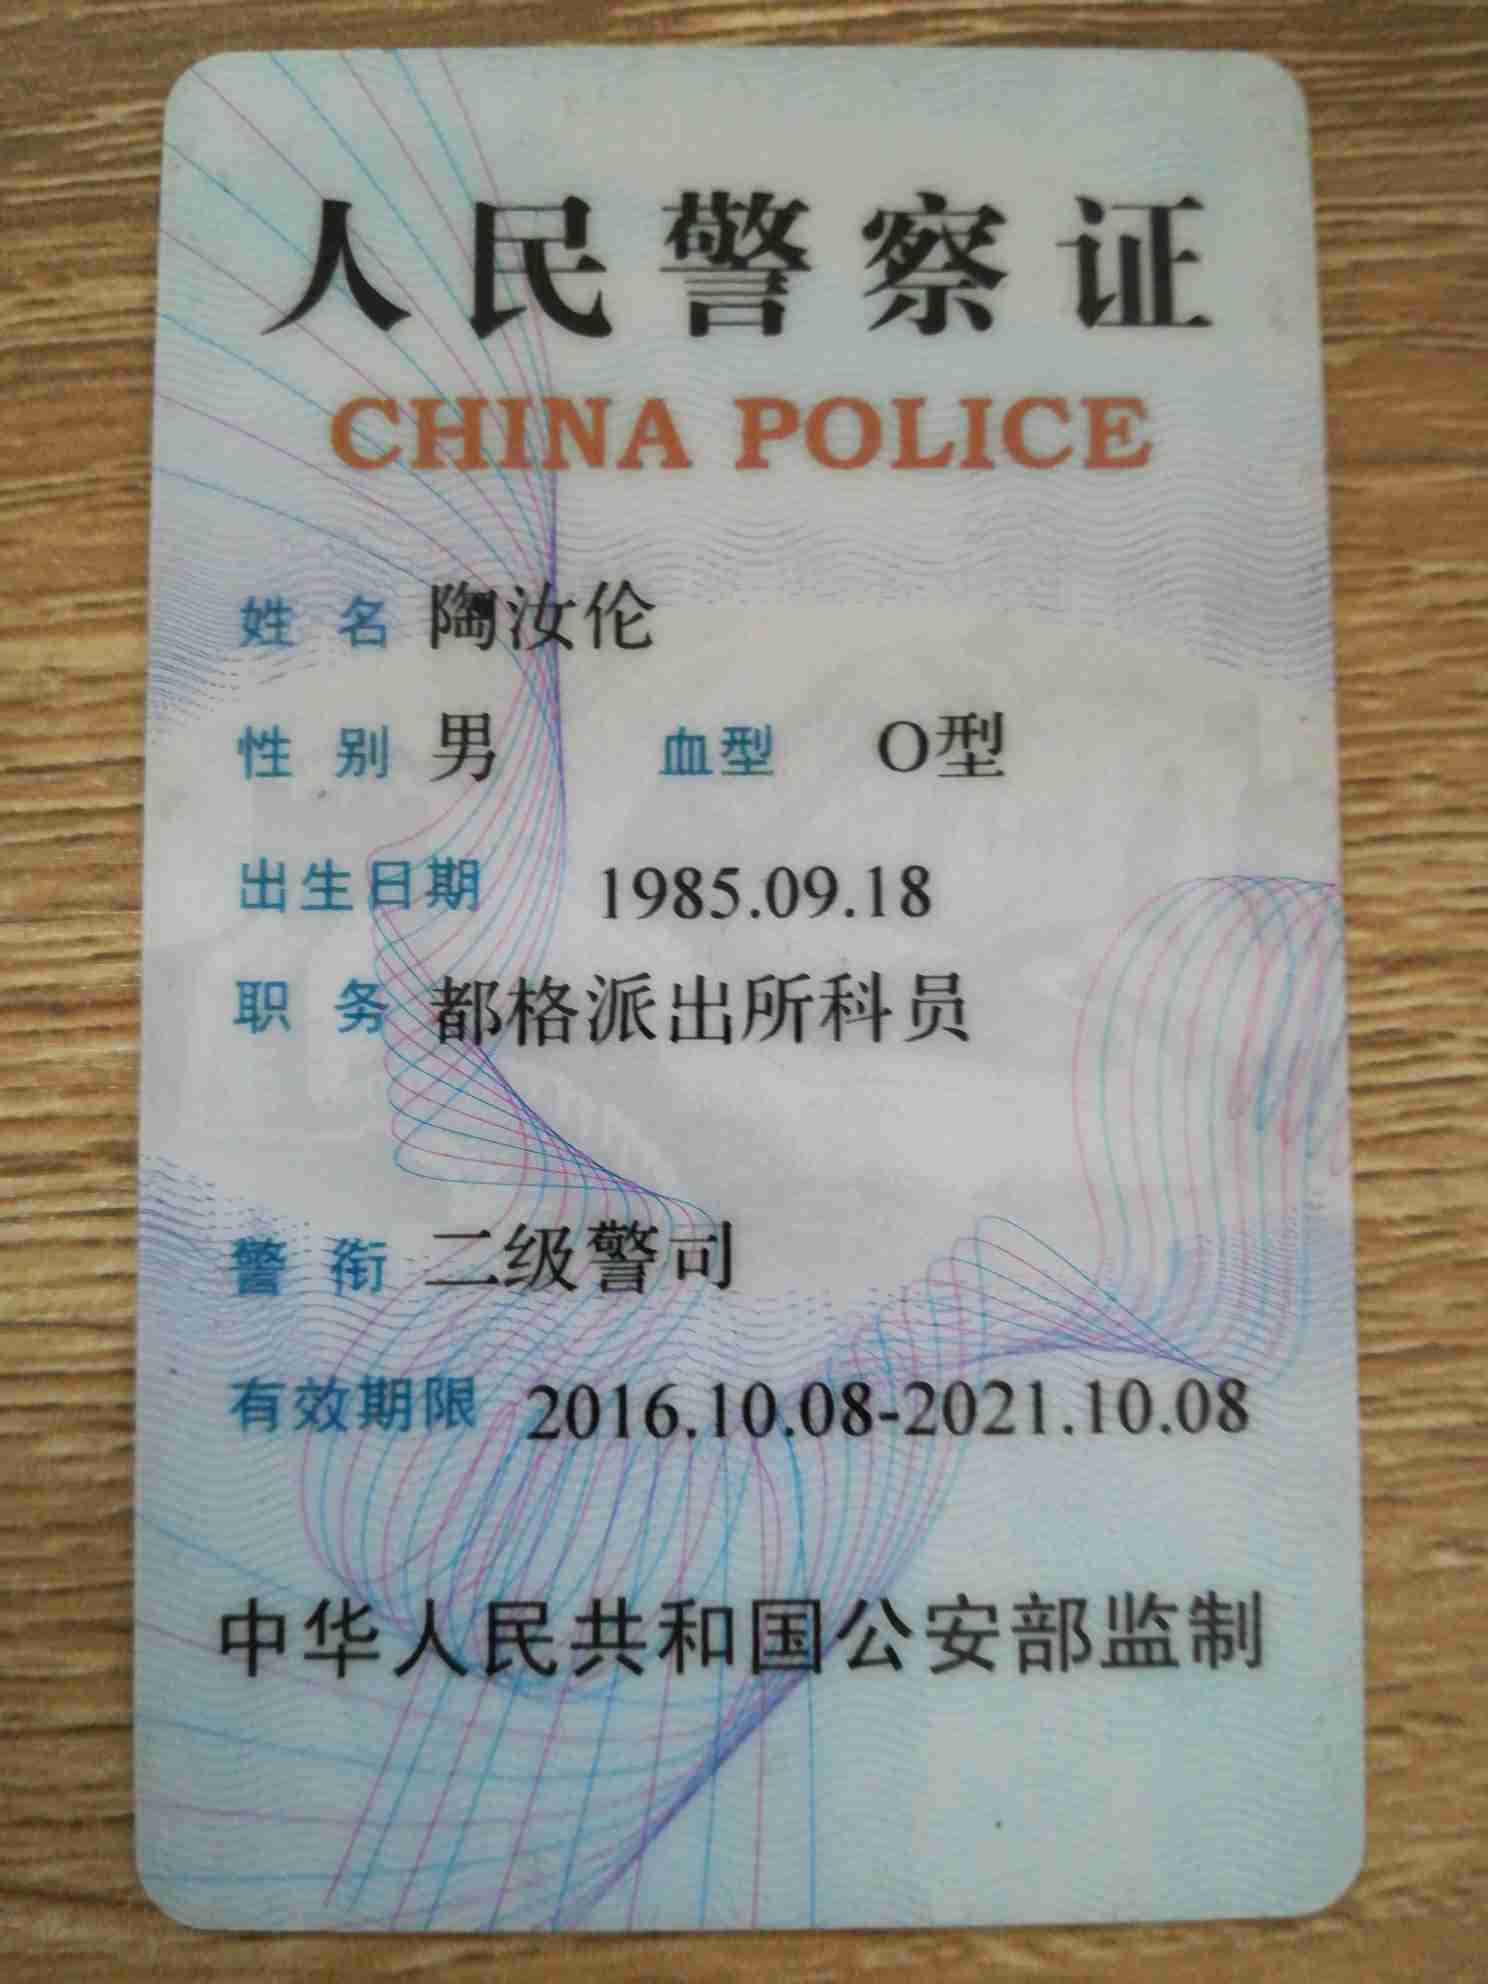 人民警察证
CHINA POLICE
姓 名 陶汝伦
性 别 男 血型 O型
出生日期 1985.09.18
职 务 都格派出所科员
警 衔 二级警司
有效期限 2016.10.08-2021.10.08
中华人民共和国公安部监制